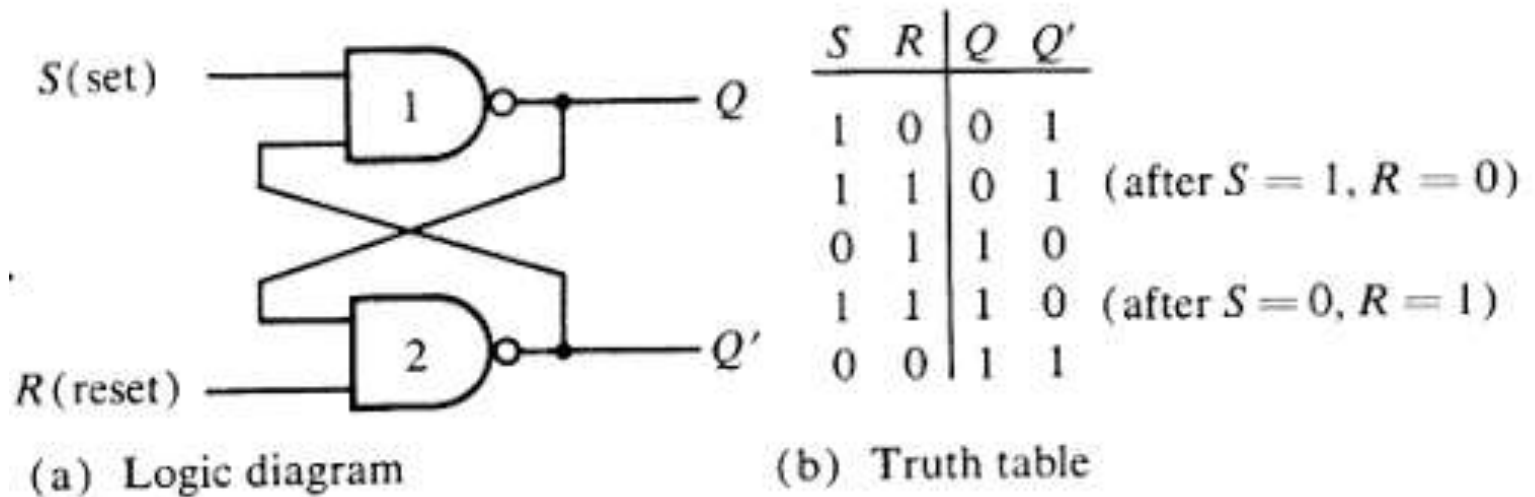 S(set)
1
Q
2
Q′
R(reset)
(a) Logic diagram
S R Q Q′
1 0 0 1
1 1 0 1 (after S = 1, R = 0)
0 1 1 0
1 1 1 0 (after S = 0, R = 1)
0 0 1 1
(b) Truth table